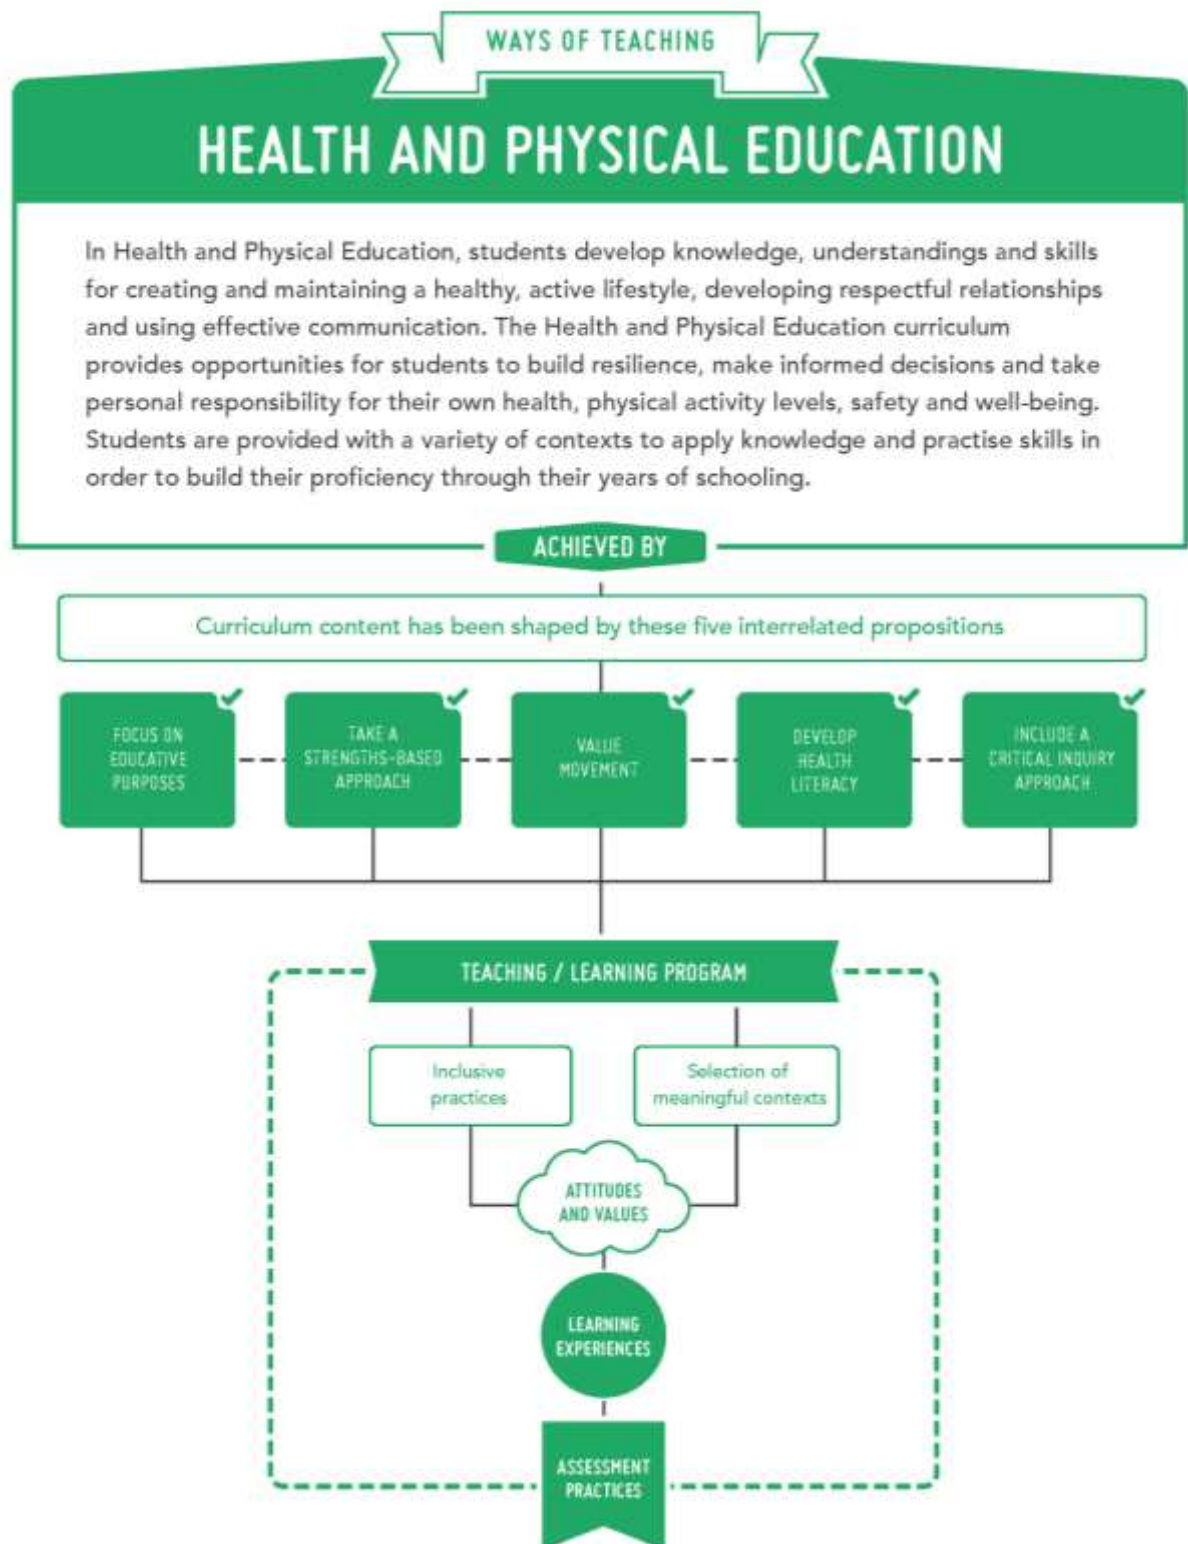 WAYS OF TEACHING
HEALTH AND PHYSICAL EDUCATION
In Health and Physical Education, students develop knowledge, understandings and skills
for creating and maintaining a healthy, active lifestyle, developing respectful relationships
and using effective communication. The Health and Physical Education curriculum
provides opportunities for students to build resilience, make informed decisions and take
personal responsibility for their own health, physical activity levels, safety and well-being.
Students are provided with a variety of contexts to apply knowledge and practise skills in
order to build their proficiency through their years of schooling.
ACHIEVED BY
Curriculum content has been shaped by these five interrelated propositions
FOCUS ON
EDUCATIVE
PURPOSES
TAKE A
STRENGTHS-BASED
APPROACH
VALUE
MOVEMENT
DEVELOP
HEALTH
LITERACY
INCLUDE A
CRITICAL INQUIRY
APPROACH
TEACHING / LEARNING PROGRAM
Inclusive
practices
Selection of
meaningful contexts
ATTITUDES
AND VALUES
LEARNING
EXPERIENCES
ASSESSMENT
PRACTICES